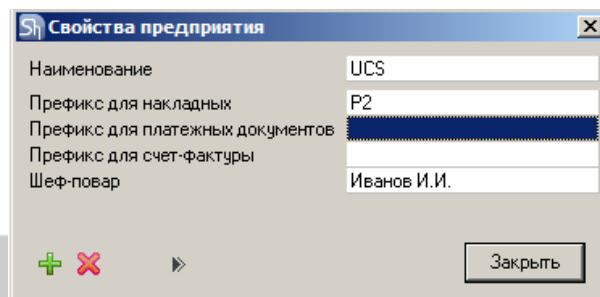 Sh Свойства предприятия
Наименование UCS
Префикс для накладных P2
Префикс для платежных документов
Префикс для счет-фактуры
Шеф-повар Иванов И.И.
Закрыть